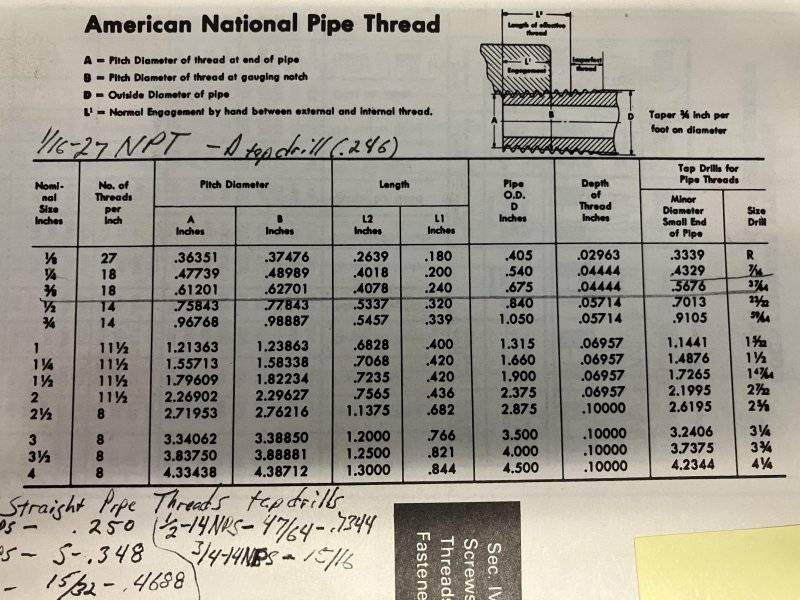 American National Pipe Thread
A = Pitch Diameter of thread at end of pipe
B = Pitch Diameter of thread at gauging notch
D = Outside Diameter of pipe
L¹ = Normal Engagement by hand between external and internal thread.
L²
Length of effective thread
L¹
Engagement
Imperfect thread
A
B
D
Taper ¾ inch per
foot on diameter
1/16-27 NPT - D tap drill (.246)
Nominal Size Inches | No. of Threads per Inch | Pitch Diameter | Length | Pipe O.D. D Inches | Depth of Thread Inches | Tap Drills for Pipe Threads
A Inches | B Inches | L2 Inches | L1 Inches | Minor Diameter Small End of Pipe | Size Drill
⅛ 27 .36351 .37476 .2639 .180 .405 .02963 .3339 R
¼ 18 .47739 .48989 .4018 .200 .540 .04444 .4329 7/16
⅜ 18 .61201 .62701 .4078 .240 .675 .04444 .5676 37/64
½ 14 .75843 .77843 .5337 .320 .840 .05714 .7013 23/32
¾ 14 .96768 .98887 .5457 .339 1.050 .05714 .9105 59/64
1 11½ 1.21363 1.23863 .6828 .400 1.315 .06957 1.1441 1 5/32
1¼ 11½ 1.55713 1.58338 .7068 .420 1.660 .06957 1.4876 1½
1½ 11½ 1.79609 1.82234 .7235 .420 1.900 .06957 1.7265 1 47/64
2 11½ 2.26902 2.29627 .7565 .436 2.375 .06957 2.1995 2 7/32
2½ 8 2.71953 2.76216 1.1375 .682 2.875 .10000 2.6195 2⅝
3 8 3.34062 3.38850 1.2000 .766 3.500 .10000 3.2406 3¼
3½ 8 3.83750 3.88881 1.2500 .821 4.000 .10000 3.7375 3¾
4 8 4.33438 4.38712 1.3000 .844 4.500 .10000 4.2344 4¼
Straight Pipe Threads tap drills
PS - .250
½-14 NPS - 47/64 - .7344
PS - S - .348
3/4-14 NPS - 15/16
- 15/32 - .4688
Sec. IV
Screws
Threads
Fastene